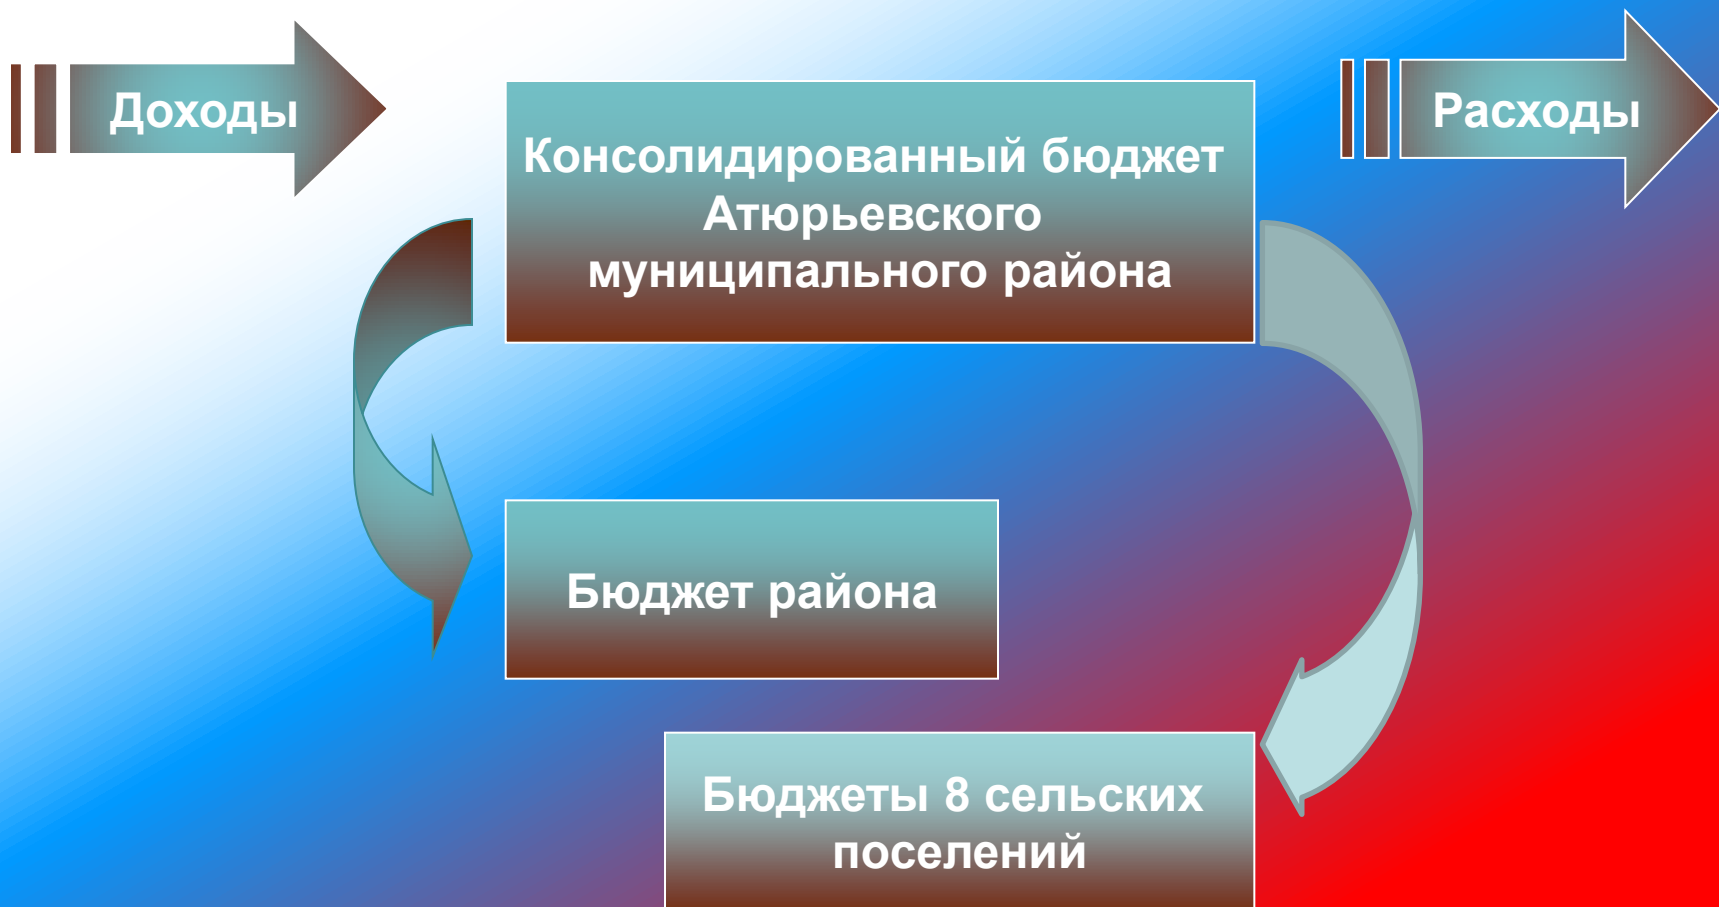 Доходы
Расходы
Консолидированный бюджет
Атюрьевского
муниципального района
Бюджет района
Бюджеты 8 сельских
поселений